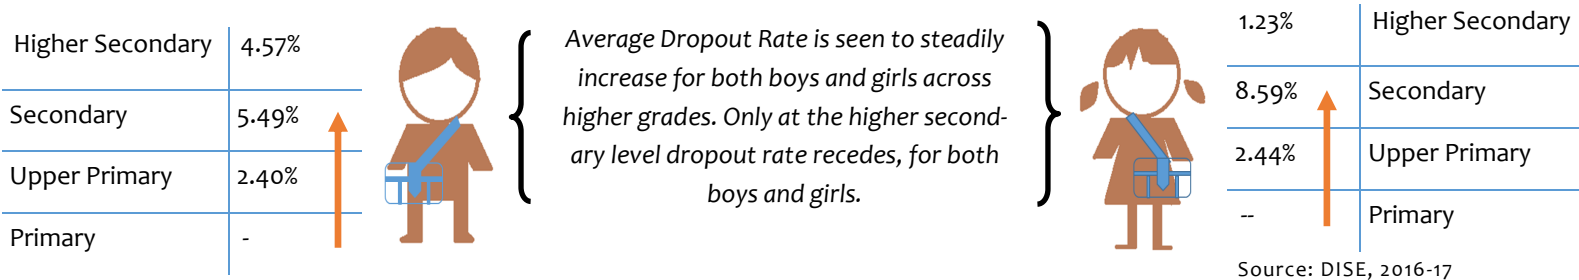 Higher Secondary 4.57%
Secondary 5.49%
Upper Primary 2.40%
Primary -
Average Dropout Rate is seen to steadily
increase for both boys and girls across
higher grades. Only at the higher second-
ary level dropout rate recedes, for both
boys and girls.
1.23% Higher Secondary
8.59% Secondary
2.44% Upper Primary
-- Primary
Source: DISE, 2016-17